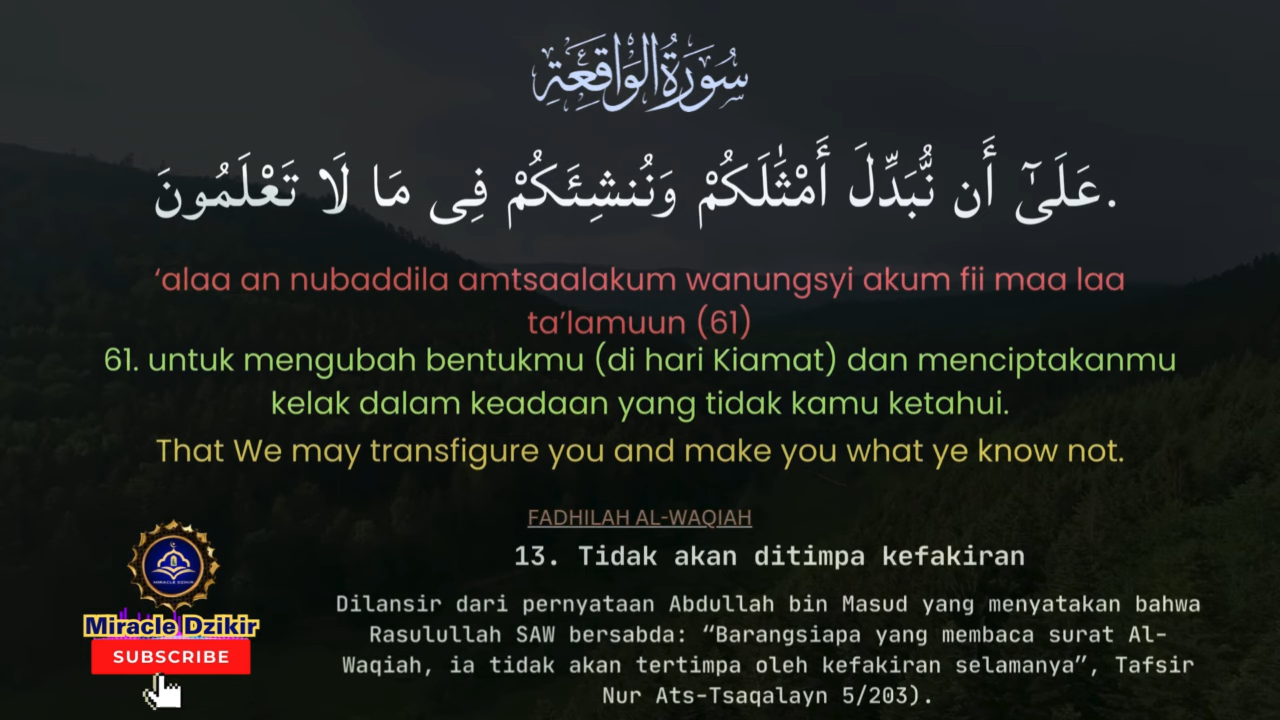 سُورَةُ الْوَاقِعَةِ
عَلَىٰٓ أَن نُّبَدِّلَ أَمْثَٰلَكُمْ وَنُنشِئَكُمْ فِى مَا لَا تَعْلَمُونَ.
‘alaa an nubaddila amtsaalakum wanungsyi akum fii maa laa
ta’lamuun (61)
61. untuk mengubah bentukmu (di hari Kiamat) dan menciptakanmu
kelak dalam keadaan yang tidak kamu ketahui.
That We may transfigure you and make you what ye know not.
FADHILAH AL-WAQIAH
13. Tidak akan ditimpa kefakiran
Dilansir dari pernyataan Abdullah bin Masud yang menyatakan bahwa
Rasulullah SAW bersabda: “Barangsiapa yang membaca surat Al-
Waqiah, ia tidak akan tertimpa oleh kefakiran selamanya”, Tafsir
Nur Ats-Tsaqalayn 5/203).
MIRACLE DZIKIR
Miracle Dzikir
SUBSCRIBE